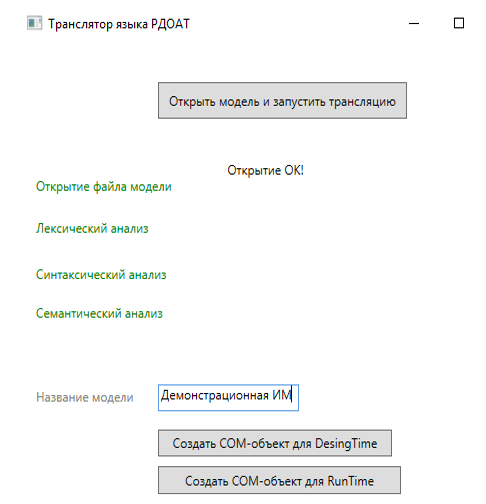 Транслятор языка РДОАТ
Открыть модель и запустить трансляцию
Открытие ОК!
Открытие файла модели
Лексический анализ
Синтаксический анализ
Семантический анализ
Название модели Демонстрационная ИМ
Создать COM-объект для DesingTime
Создать COM-объект для RunTime